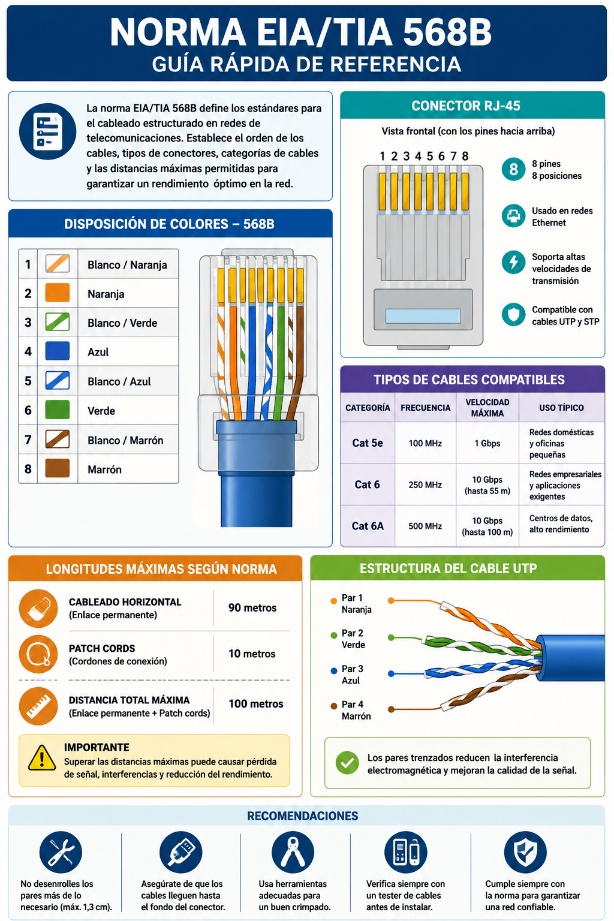 NORMA EIA/TIA 568B
GUÍA RÁPIDA DE REFERENCIA
La norma EIA/TIA 568B define los estándares para
el cableado estructurado en redes de
telecomunicaciones. Establece el orden de los
cables, tipos de conectores, categorías de cables
y las distancias máximas permitidas para
garantizar un rendimiento óptimo en la red.
CONECTOR RJ-45
Vista frontal (con los pines hacia arriba)
1 2 3 4 5 6 7 8
8
8 pines
8 posiciones
Usado en redes
Ethernet
Soporta altas
velocidades de
transmisión
Compatible con
cables UTP y STP
DISPOSICIÓN DE COLORES – 568B
1 Blanco / Naranja
2 Naranja
3 Blanco / Verde
4 Azul
5 Blanco / Azul
6 Verde
7 Blanco / Marrón
8 Marrón
TIPOS DE CABLES COMPATIBLES
CATEGORÍA FRECUENCIA VELOCIDAD MÁXIMA USO TÍPICO
Cat 5e 100 MHz 1 Gbps Redes domésticas y oficinas pequeñas
Cat 6 250 MHz 10 Gbps (hasta 55 m) Redes empresariales y aplicaciones exigentes
Cat 6A 500 MHz 10 Gbps (hasta 100 m) Centros de datos, alto rendimiento
LONGITUDES MÁXIMAS SEGÚN NORMA
CABLEADO HORIZONTAL
(Enlace permanente)
90 metros
PATCH CORDS
(Cordones de conexión)
10 metros
DISTANCIA TOTAL MÁXIMA
(Enlace permanente + Patch cords)
100 metros
IMPORTANTE
Superar las distancias máximas puede causar pérdida
de señal, interferencias y reducción del rendimiento.
ESTRUCTURA DEL CABLE UTP
Par 1
Naranja
Par 2
Verde
Par 3
Azul
Par 4
Marrón
Los pares trenzados reducen la interferencia
electromagnética y mejoran la calidad de la señal.
RECOMENDACIONES
No desenrolles los
pares más de lo
necesario (máx. 1,3 cm).
Asegúrate de que los
cables lleguen hasta
el fondo del conector.
Usa herramientas
adecuadas para
un buen crimpado.
Verifica siempre con
un tester de cables
antes de instalar.
Cumple siempre con
la norma para garantizar
una red confiable.